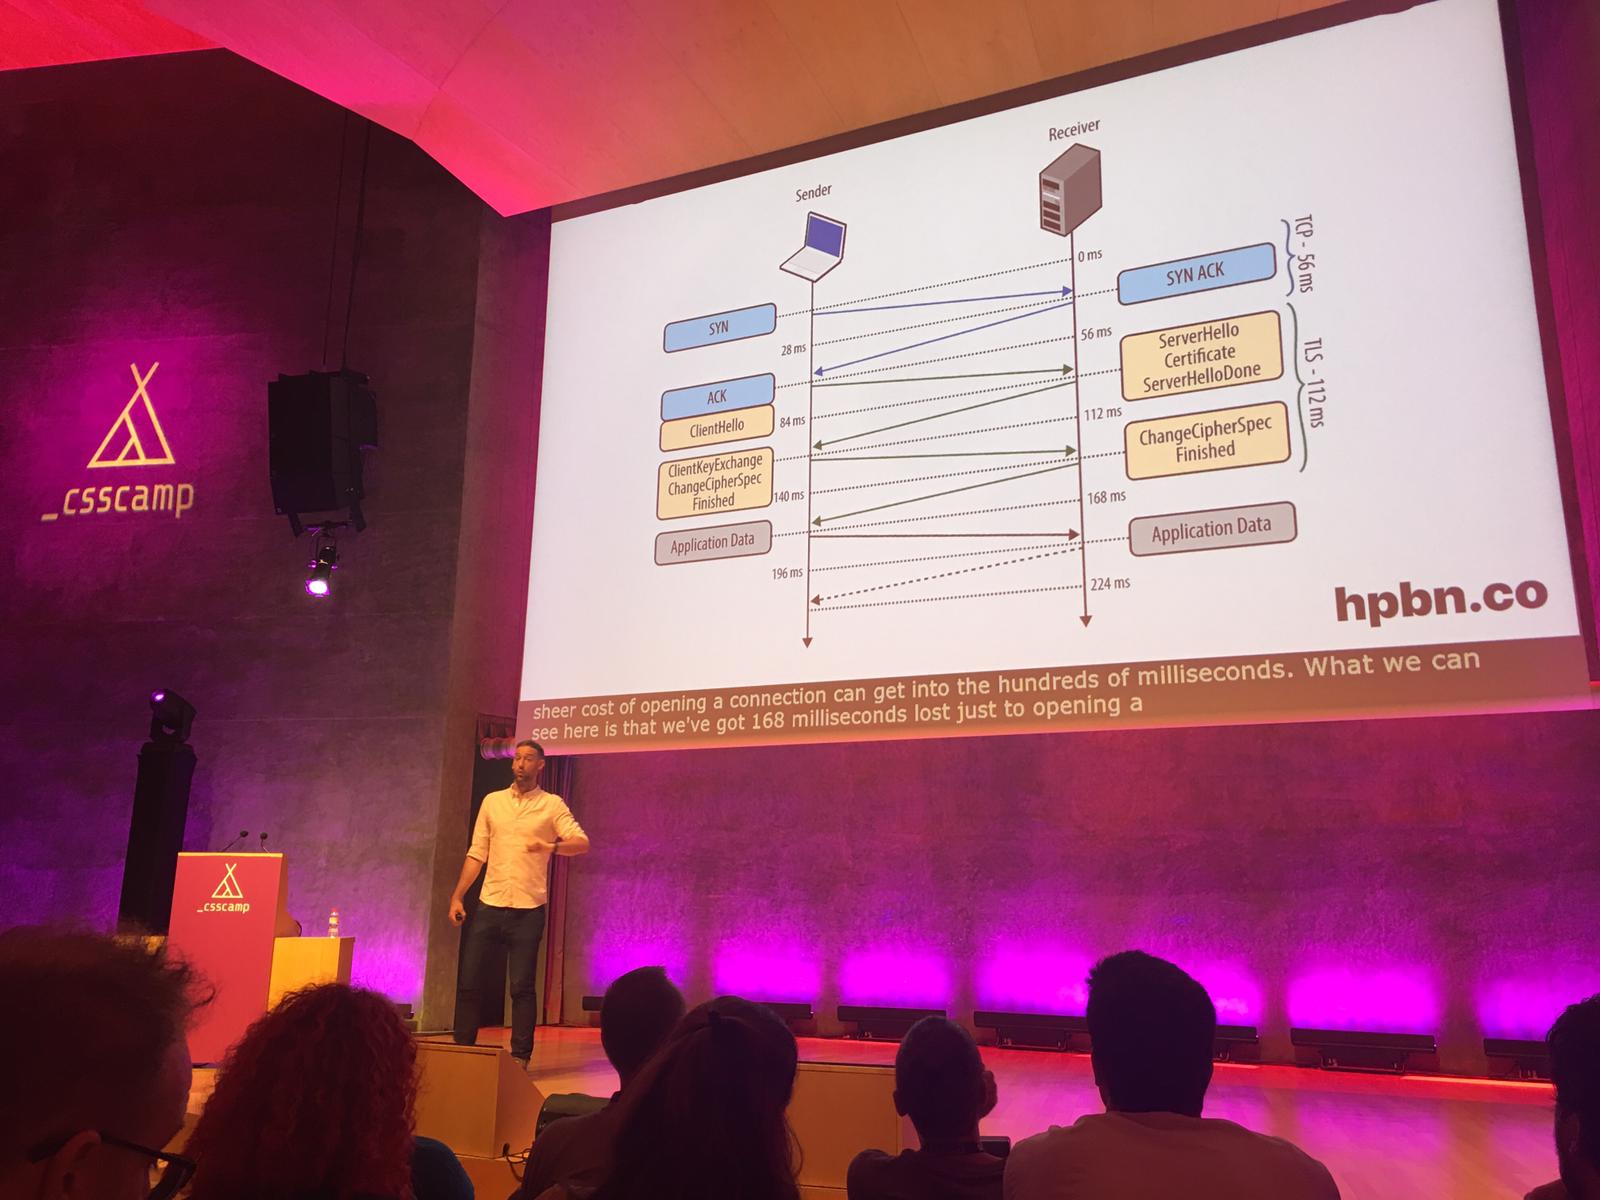 Sender
Receiver
0 ms
SYN
SYN ACK
TCP - 56 ms
28 ms
56 ms
ACK
ClientHello
84 ms
ServerHello
Certificate
ServerHelloDone
TLS - 112 ms
112 ms
ClientKeyExchange
ChangeCipherSpec
Finished
140 ms
ChangeCipherSpec
Finished
168 ms
Application Data
Application Data
196 ms
224 ms
hpbn.co
sheer cost of opening a connection can get into the hundreds of milliseconds. What we can
see here is that we've got 168 milliseconds lost just to opening a
_csscamp
_csscamp